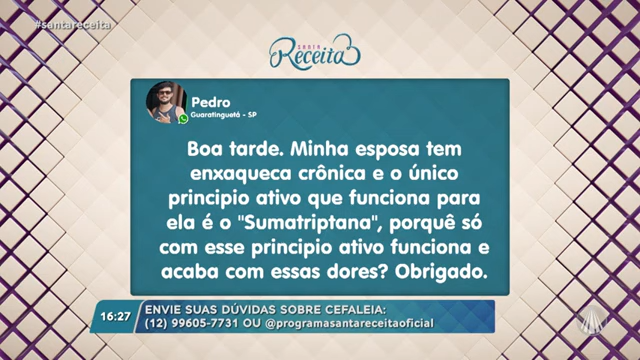 #santareceita
SANTA
Receita
Pedro
Guaratinguetá - SP
Boa tarde. Minha esposa tem
enxaqueca crônica e o único
principio ativo que funciona para
ela é o "Sumatriptana", porquê só
com esse principio ativo funciona e
acaba com essas dores? Obrigado.
16:27
ENVIE SUAS DÚVIDAS SOBRE CEFALEIA:
(12) 99605-7731 OU @programasantareceitaoficial